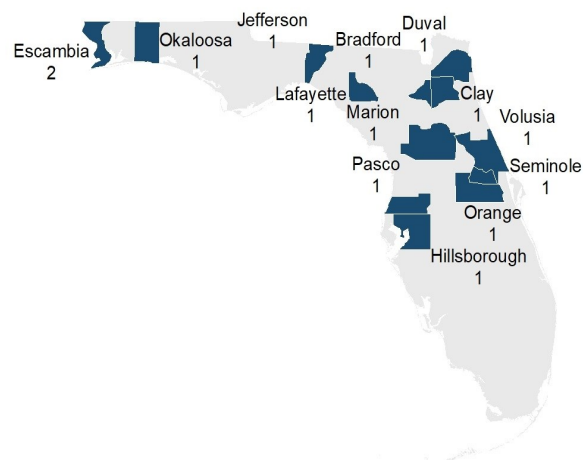 Escambia
2
Okaloosa
1
Jefferson
1
Lafayette
1
Bradford
1
Duval
1
Clay
1
Marion
1
Volusia
1
Seminole
1
Pasco
1
Orange
1
Hillsborough
1